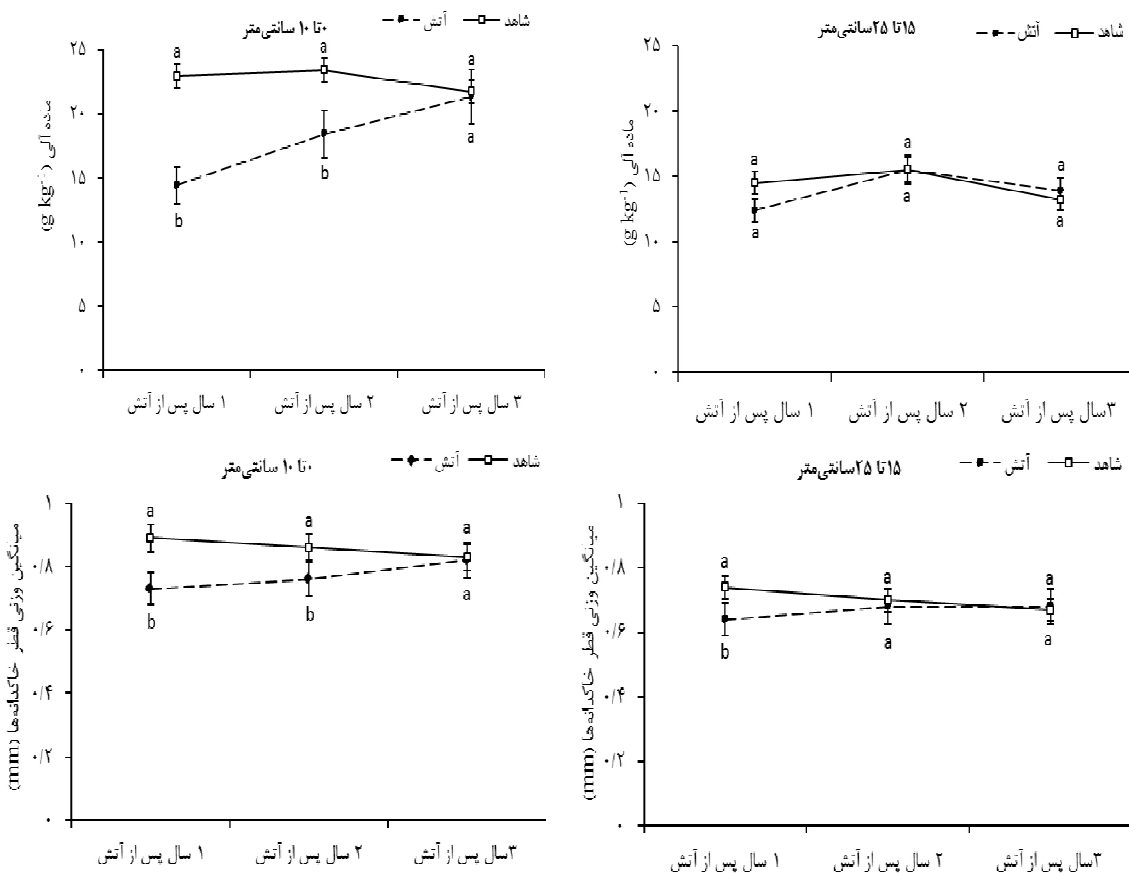 شاهد
آتش
۰تا ۱۰ سانتی‌متر
ماده آلی (g kg⁻¹)
۲۵
۲۰
۱۵
۱۰
۵
۰
a
a
a
b
b
a
۱ سال پس از آتش
۲ سال پس از آتش
۳ سال پس از آتش
شاهد
آتش
۱۵تا ۲۵سانتی‌متر
ماده آلی (g kg⁻¹)
۲۵
۲۰
۱۵
۱۰
۵
۰
a
a
a
a
a
a
۱ سال پس از آتش
۲ سال پس از آتش
۳سال پس از آتش
شاهد
آتش
۰تا ۱۰ سانتی‌متر
میانگین وزنی قطر خاکدانه‌ها (mm)
۱
۰/۸
۰/۶
۰/۴
۰/۲
۰
a
a
a
b
b
a
۱ سال پس از آتش
۲ سال پس از آتش
۳سال پس از آتش
شاهد
آتش
۱۵تا ۲۵سانتی‌متر
میانگین وزنی قطر خاکدانه‌ها (mm)
۱
۰/۸
۰/۶
۰/۴
۰/۲
۰
a
a
a
b
a
a
۱ سال پس از آتش
۲ سال پس از آتش
۳سال پس از آتش